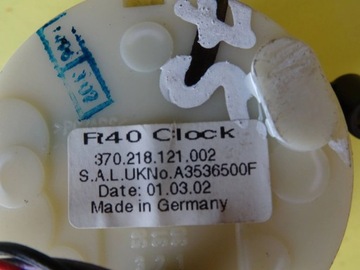 R40 Clock
370.218.121.002
S.A.L.UKNo.A3536500F
Date: 01.03.02
Made in Germany